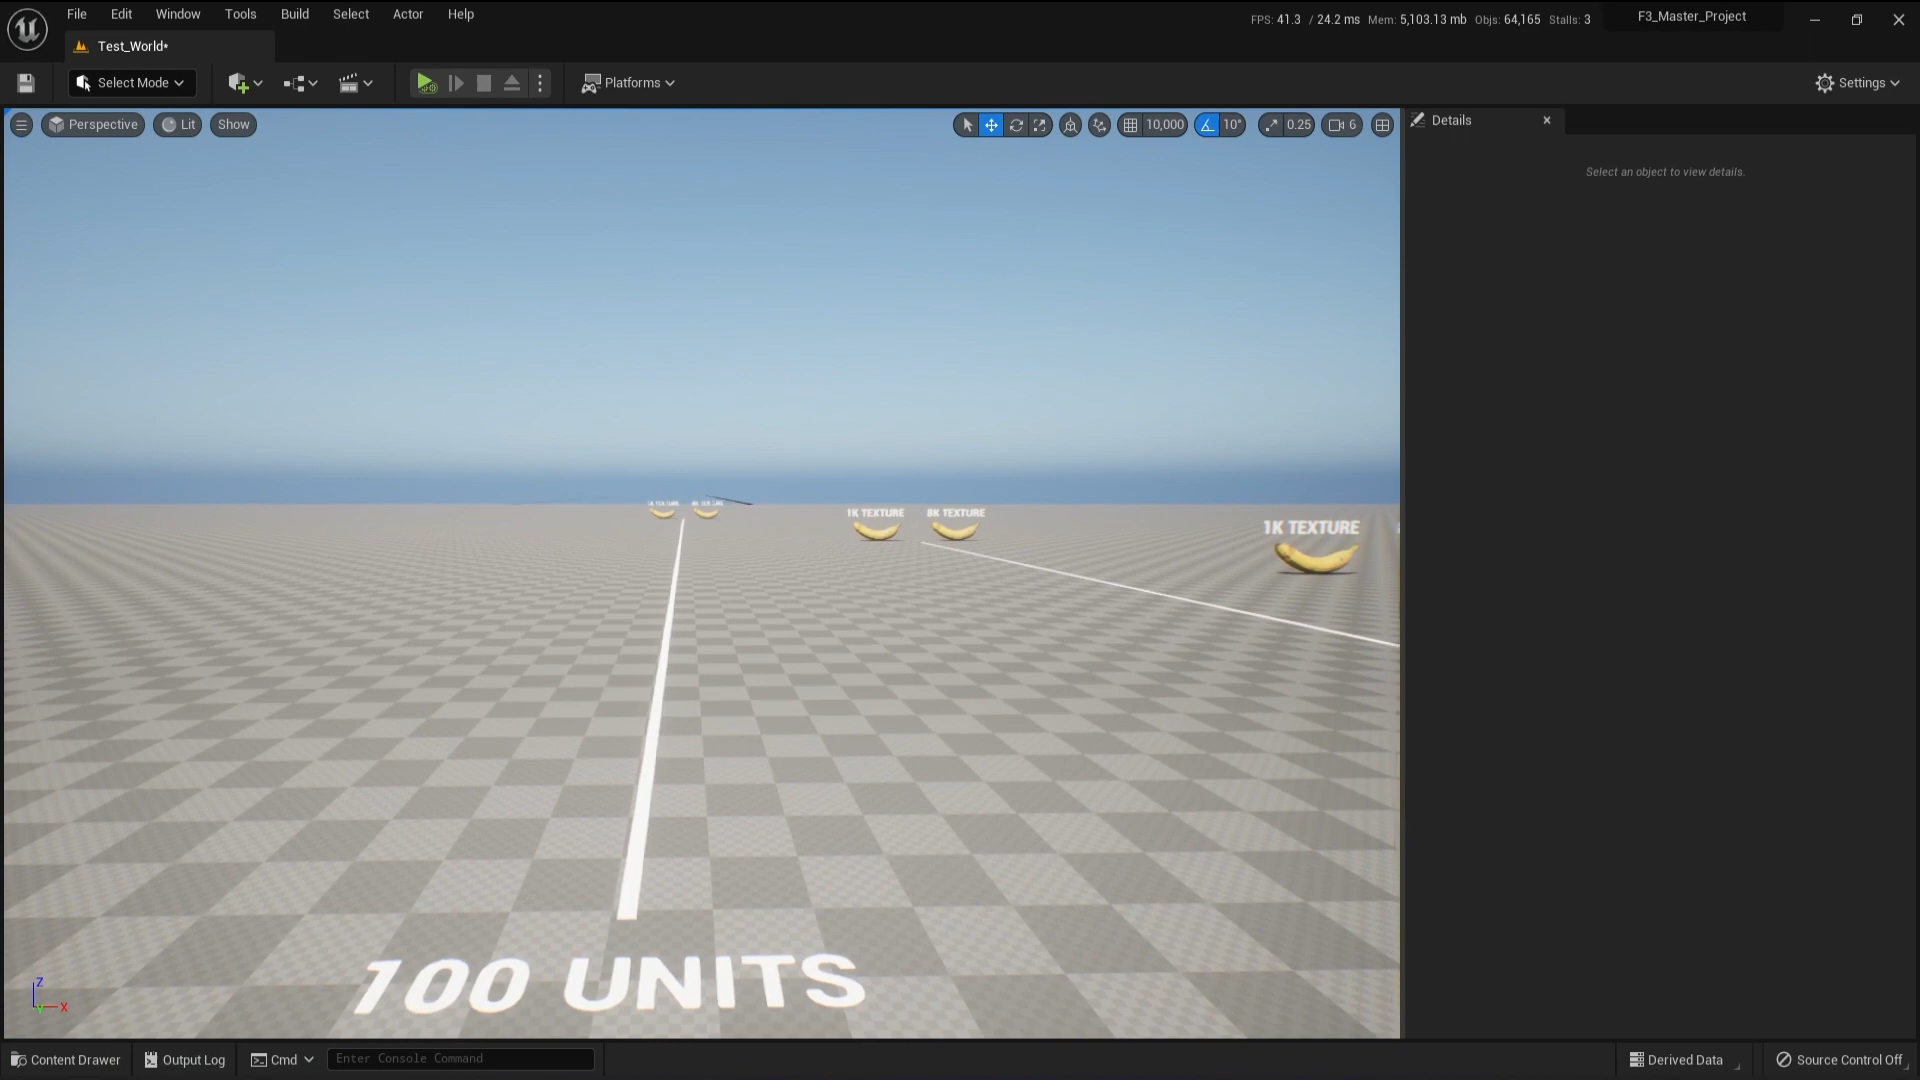 File Edit Window Tools Build Select Actor Help
FPS: 41.3 / 24.2 ms Mem: 5,103.13 mb Objs: 64,165 Stalls: 3
F3_Master_Project
Test_World*
Select Mode
Platforms
Settings
Perspective Lit Show
10,000 10° 0.25 6
Details
Select an object to view details.
1K TEXTURE 8K TEXTURE
1K TEXTURE
100 UNITS
Z
X
Content Drawer Output Log Cmd Enter Console Command
Derived Data Source Control Off